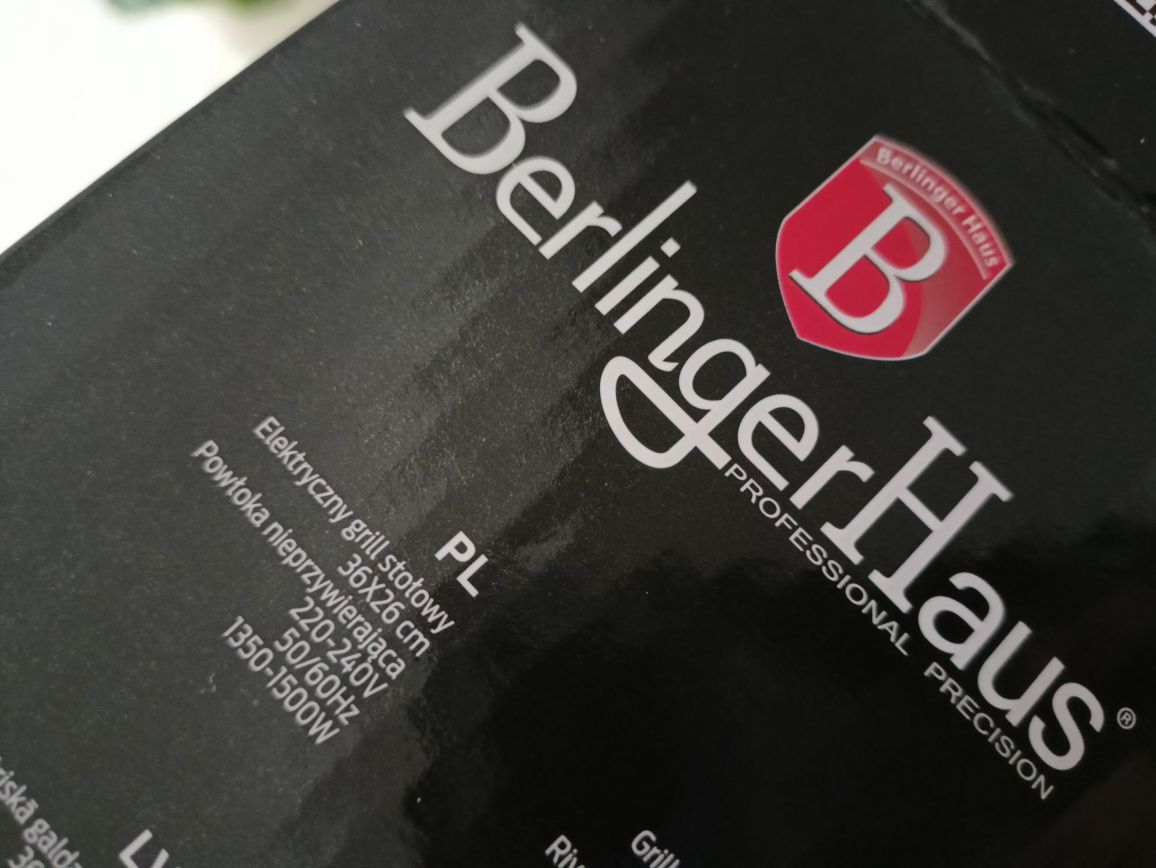 Berlinger Haus
B
BerlingerHaus®
PROFESSIONAL PRECISION
PL
Elektryczny grill stołowy
36X26 cm
Powłoka nieprzywierająca
220-240V
50/60Hz
1350-1500W